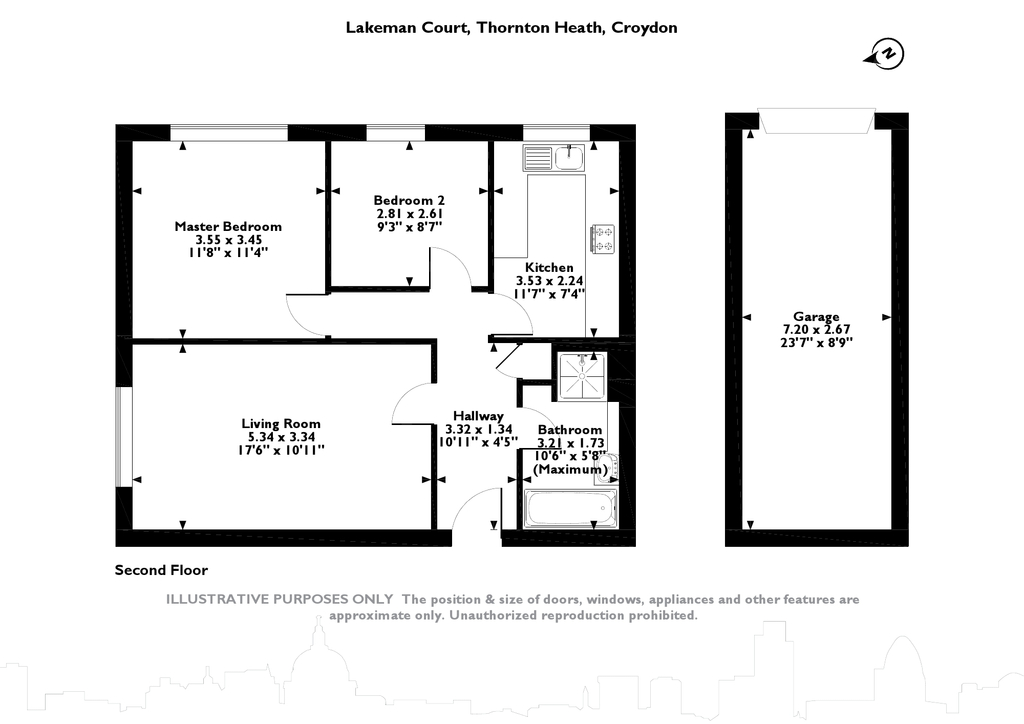 Lakeman Court, Thornton Heath, Croydon
N
Master Bedroom
3.55 x 3.45
11'8" x 11'4"
Bedroom 2
2.81 x 2.61
9'3" x 8'7"
Kitchen
3.53 x 2.24
11'7" x 7'4"
Garage
7.20 x 2.67
23'7" x 8'9"
Living Room
5.34 x 3.34
17'6" x 10'11"
Hallway
3.32 x 1.34
10'11" x 4'5"
Bathroom
3.21 x 1.73
10'6" x 5'8"
(Maximum)
Second Floor
ILLUSTRATIVE PURPOSES ONLY The position & size of doors, windows, appliances and other features are
approximate only. Unauthorized reproduction prohibited.